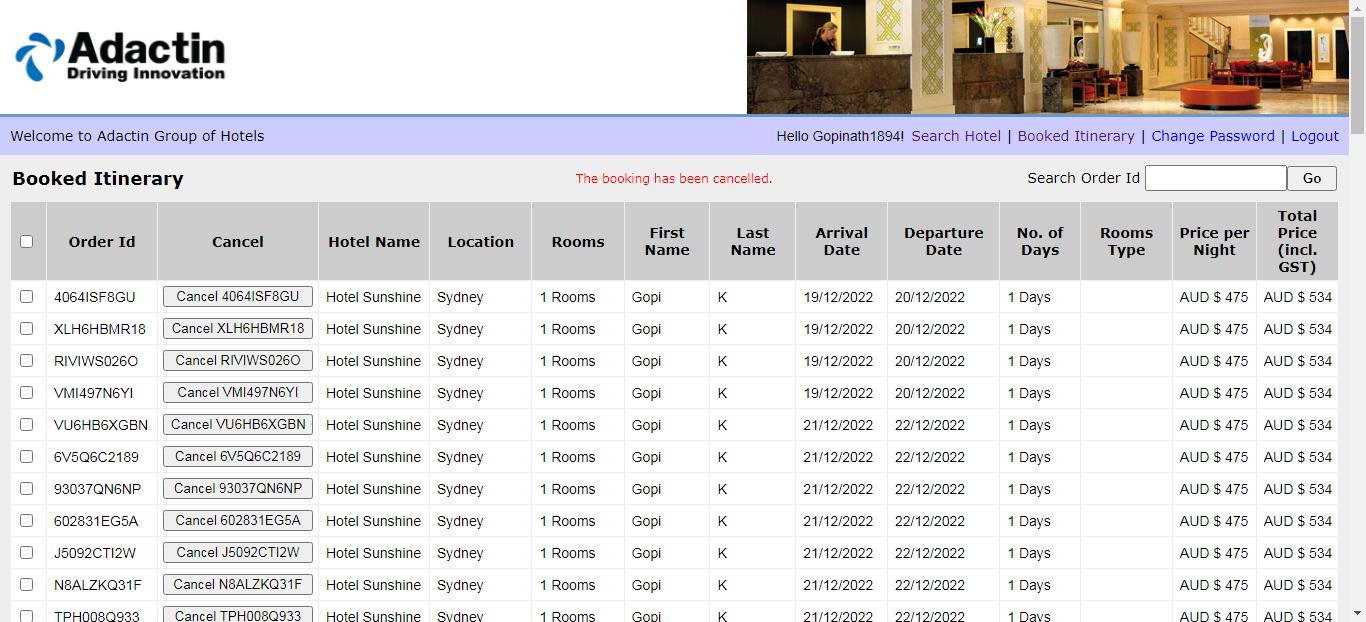 Adactin
Driving Innovation
Welcome to Adactin Group of Hotels Hello Gopinath1894! Search Hotel | Booked Itinerary | Change Password | Logout
Booked Itinerary The booking has been cancelled. Search Order Id Go
Order Id Cancel Hotel Name Location Rooms First Name Last Name Arrival Date Departure Date No. of Days Rooms Type Price per Night Total Price (incl. GST)
4064ISF8GU Cancel 4064ISF8GU Hotel Sunshine Sydney 1 Rooms Gopi K 19/12/2022 20/12/2022 1 Days AUD $ 475 AUD $ 534
XLH6HBMR18 Cancel XLH6HBMR18 Hotel Sunshine Sydney 1 Rooms Gopi K 19/12/2022 20/12/2022 1 Days AUD $ 475 AUD $ 534
RIVIWS026O Cancel RIVIWS026O Hotel Sunshine Sydney 1 Rooms Gopi K 19/12/2022 20/12/2022 1 Days AUD $ 475 AUD $ 534
VMI497N6YI Cancel VMI497N6YI Hotel Sunshine Sydney 1 Rooms Gopi K 19/12/2022 20/12/2022 1 Days AUD $ 475 AUD $ 534
VU6HB6XGBN Cancel VU6HB6XGBN Hotel Sunshine Sydney 1 Rooms Gopi K 21/12/2022 22/12/2022 1 Days AUD $ 475 AUD $ 534
6V5Q6C2189 Cancel 6V5Q6C2189 Hotel Sunshine Sydney 1 Rooms Gopi K 21/12/2022 22/12/2022 1 Days AUD $ 475 AUD $ 534
93037QN6NP Cancel 93037QN6NP Hotel Sunshine Sydney 1 Rooms Gopi K 21/12/2022 22/12/2022 1 Days AUD $ 475 AUD $ 534
602831EG5A Cancel 602831EG5A Hotel Sunshine Sydney 1 Rooms Gopi K 21/12/2022 22/12/2022 1 Days AUD $ 475 AUD $ 534
J5092CTI2W Cancel J5092CTI2W Hotel Sunshine Sydney 1 Rooms Gopi K 21/12/2022 22/12/2022 1 Days AUD $ 475 AUD $ 534
N8ALZKQ31F Cancel N8ALZKQ31F Hotel Sunshine Sydney 1 Rooms Gopi K 21/12/2022 22/12/2022 1 Days AUD $ 475 AUD $ 534
TPH008Q933 Cancel TPH008Q933 Hotel Sunshine Sydney 1 Rooms Gopi K 21/12/2022 22/12/2022 1 Days AUD $ 475 AUD $ 534